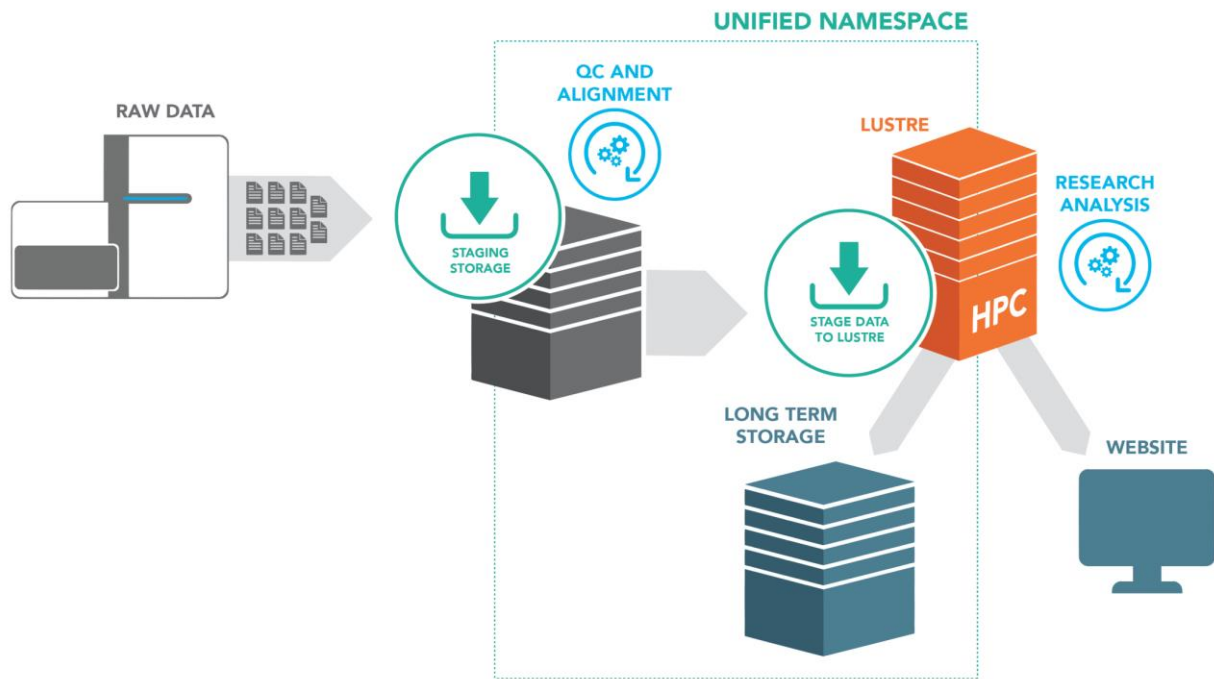 UNIFIED NAMESPACE
QC AND
ALIGNMENT
RAW DATA
LUSTRE
RESEARCH
ANALYSIS
STAGING
STORAGE
HPC
STAGE DATA
TO LUSTRE
LONG TERM
STORAGE
WEBSITE